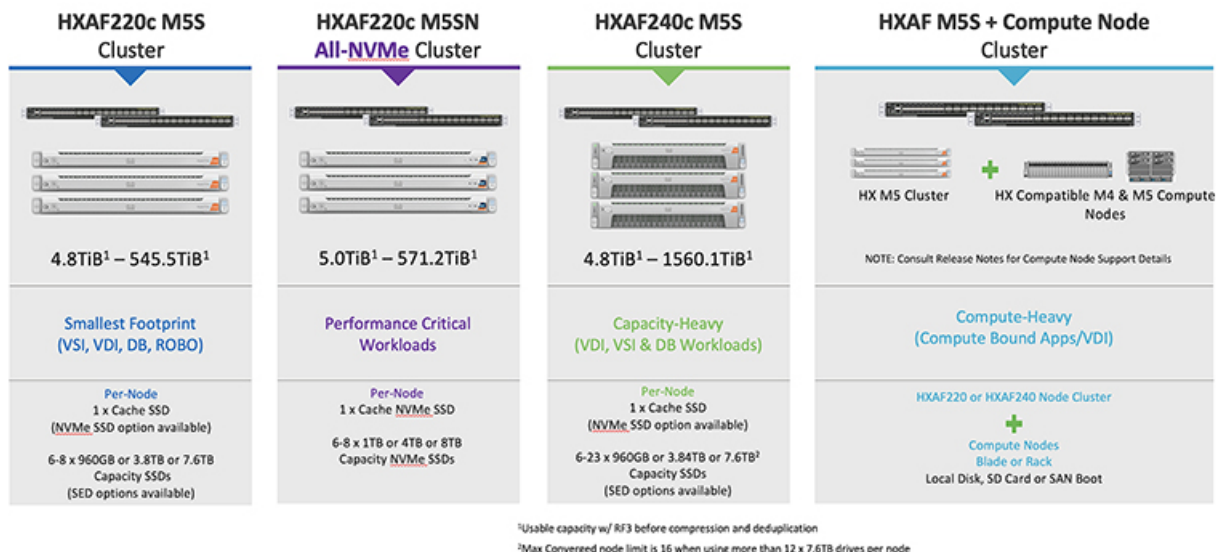 HXAF220c M5S
Cluster
4.8TiB¹ – 545.5TiB¹
Smallest Footprint
(VSI, VDI, DB, ROBO)
Per-Node
1 x Cache SSD
(NVMe SSD option available)
6-8 x 960GB or 3.8TB or 7.6TB
Capacity SSDs
(SED options available)
HXAF220c M5SN
All-NVMe Cluster
5.0TiB¹ – 571.2TiB¹
Performance Critical
Workloads
Per-Node
1 x Cache NVMe SSD
6-8 x 1TB or 4TB or 8TB
Capacity NVMe SSDs
HXAF240c M5S
Cluster
4.8TiB¹ – 1560.1TiB¹
Capacity-Heavy
(VDI, VSI & DB Workloads)
Per-Node
1 x Cache SSD
(NVMe SSD option available)
6-23 x 960GB or 3.84TB or 7.6TB²
Capacity SSDs
(SED options available)
HXAF M5S + Compute Node
Cluster
HX M5 Cluster
HX Compatible M4 & M5 Compute
Nodes
NOTE: Consult Release Notes for Compute Node Support Details
Compute-Heavy
(Compute Bound Apps/VDI)
HXAF220 or HXAF240 Node Cluster
Compute Nodes
Blade or Rack
Local Disk, SD Card or SAN Boot
¹Usable capacity w/ RF3 before compression and deduplication
²Max Converged node limit is 16 when using more than 12 x 7.6TB drives per node